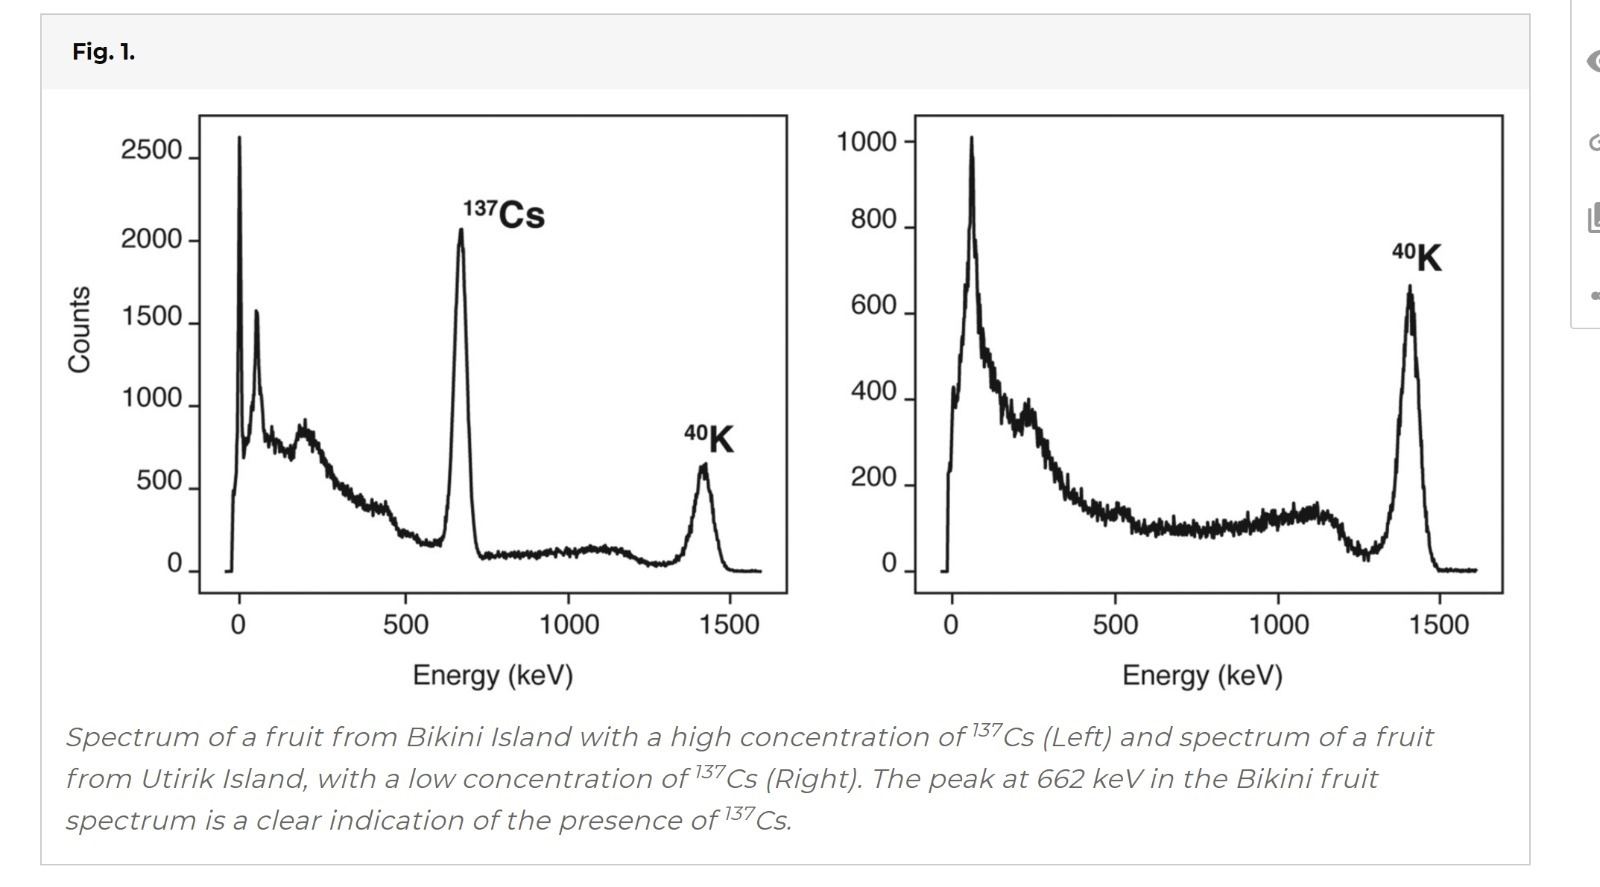 Fig. 1.
2500
2000
1500
1000
500
0
Counts
137Cs
40K
0
500
1000
1500
Energy (keV)
1000
800
600
400
200
0
40K
0
500
1000
1500
Energy (keV)
Spectrum of a fruit from Bikini Island with a high concentration of 137Cs (Left) and spectrum of a fruit
from Utirik Island, with a low concentration of 137Cs (Right). The peak at 662 keV in the Bikini fruit
spectrum is a clear indication of the presence of 137Cs.